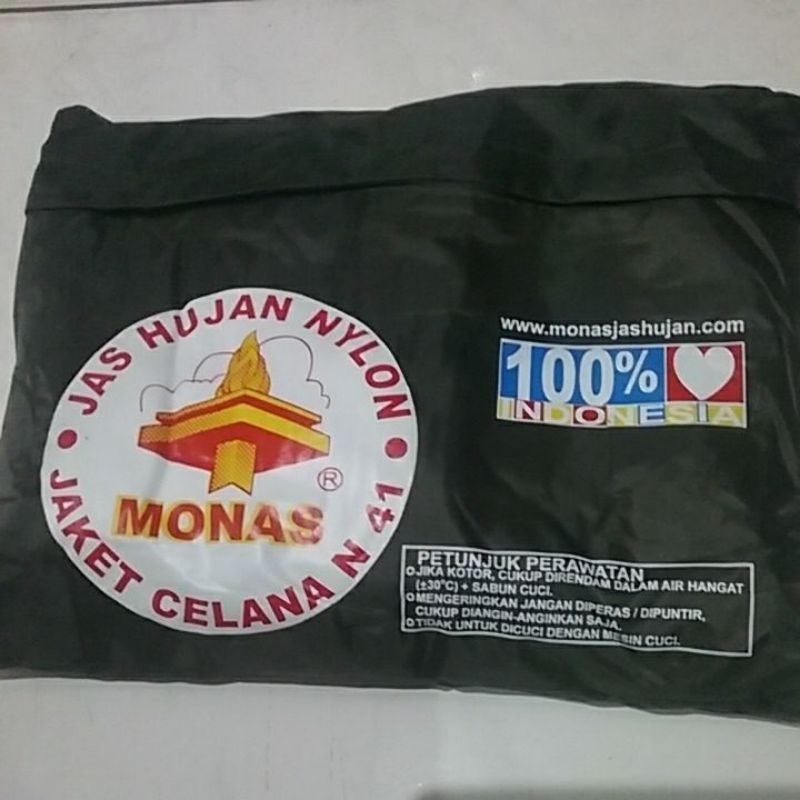 JAS HUJAN NYLON
MONAS
®
JAKET CELANA N 41
www.monasjashujan.com
100%
INDONESIA
PETUNJUK PERAWATAN
JIKA KOTOR, CUKUP DIRENDAM DALAM AIR HANGAT
(±30°C) + SABUN CUCI.
MENGERINGKAN JANGAN DIPERAS / DIPUNTIR,
CUKUP DIANGIN-ANGINKAN SAJA.
TIDAK UNTUK DICUCI DENGAN MESIN CUCI.